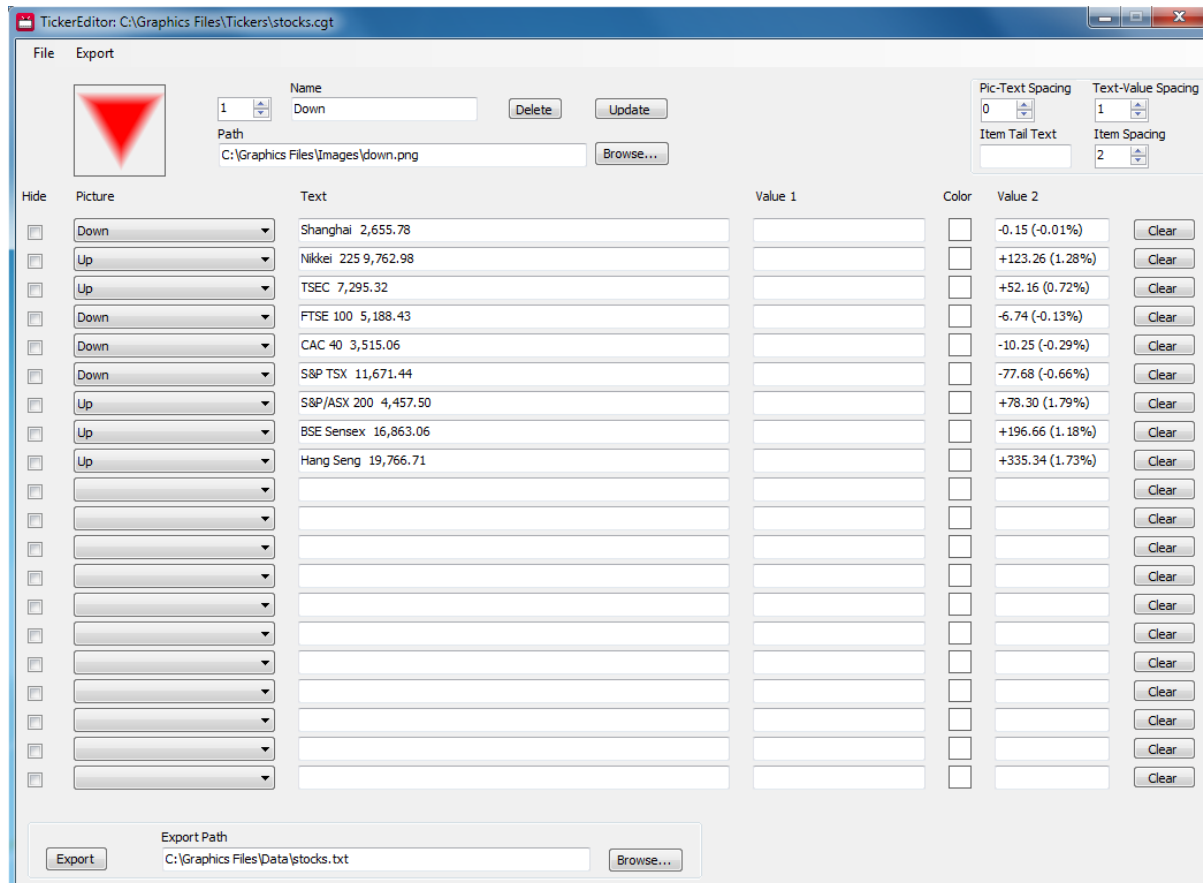 TickerEditor: C:\Graphics Files\Tickers\stocks.cgt
File Export
Name Pic-Text Spacing Text-Value Spacing
1 Down Delete Update 0 1
Path Item Tail Text Item Spacing
C:\Graphics Files\Images\down.png Browse... 2
Hide Picture Text Value 1 Color Value 2
Down Shanghai 2,655.78 -0.15 (-0.01%) Clear
Up Nikkei 225 9,762.98 +123.26 (1.28%) Clear
Up TSEC 7,295.32 +52.16 (0.72%) Clear
Down FTSE 100 5,188.43 -6.74 (-0.13%) Clear
Down CAC 40 3,515.06 -10.25 (-0.29%) Clear
Down S&P TSX 11,671.44 -77.68 (-0.66%) Clear
Up S&P/ASX 200 4,457.50 +78.30 (1.79%) Clear
Up BSE Sensex 16,863.06 +196.66 (1.18%) Clear
Up Hang Seng 19,766.71 +335.34 (1.73%) Clear
Clear
Clear
Clear
Clear
Clear
Clear
Clear
Clear
Clear
Clear
Clear
Export Path
Export C:\Graphics Files\Data\stocks.txt Browse...